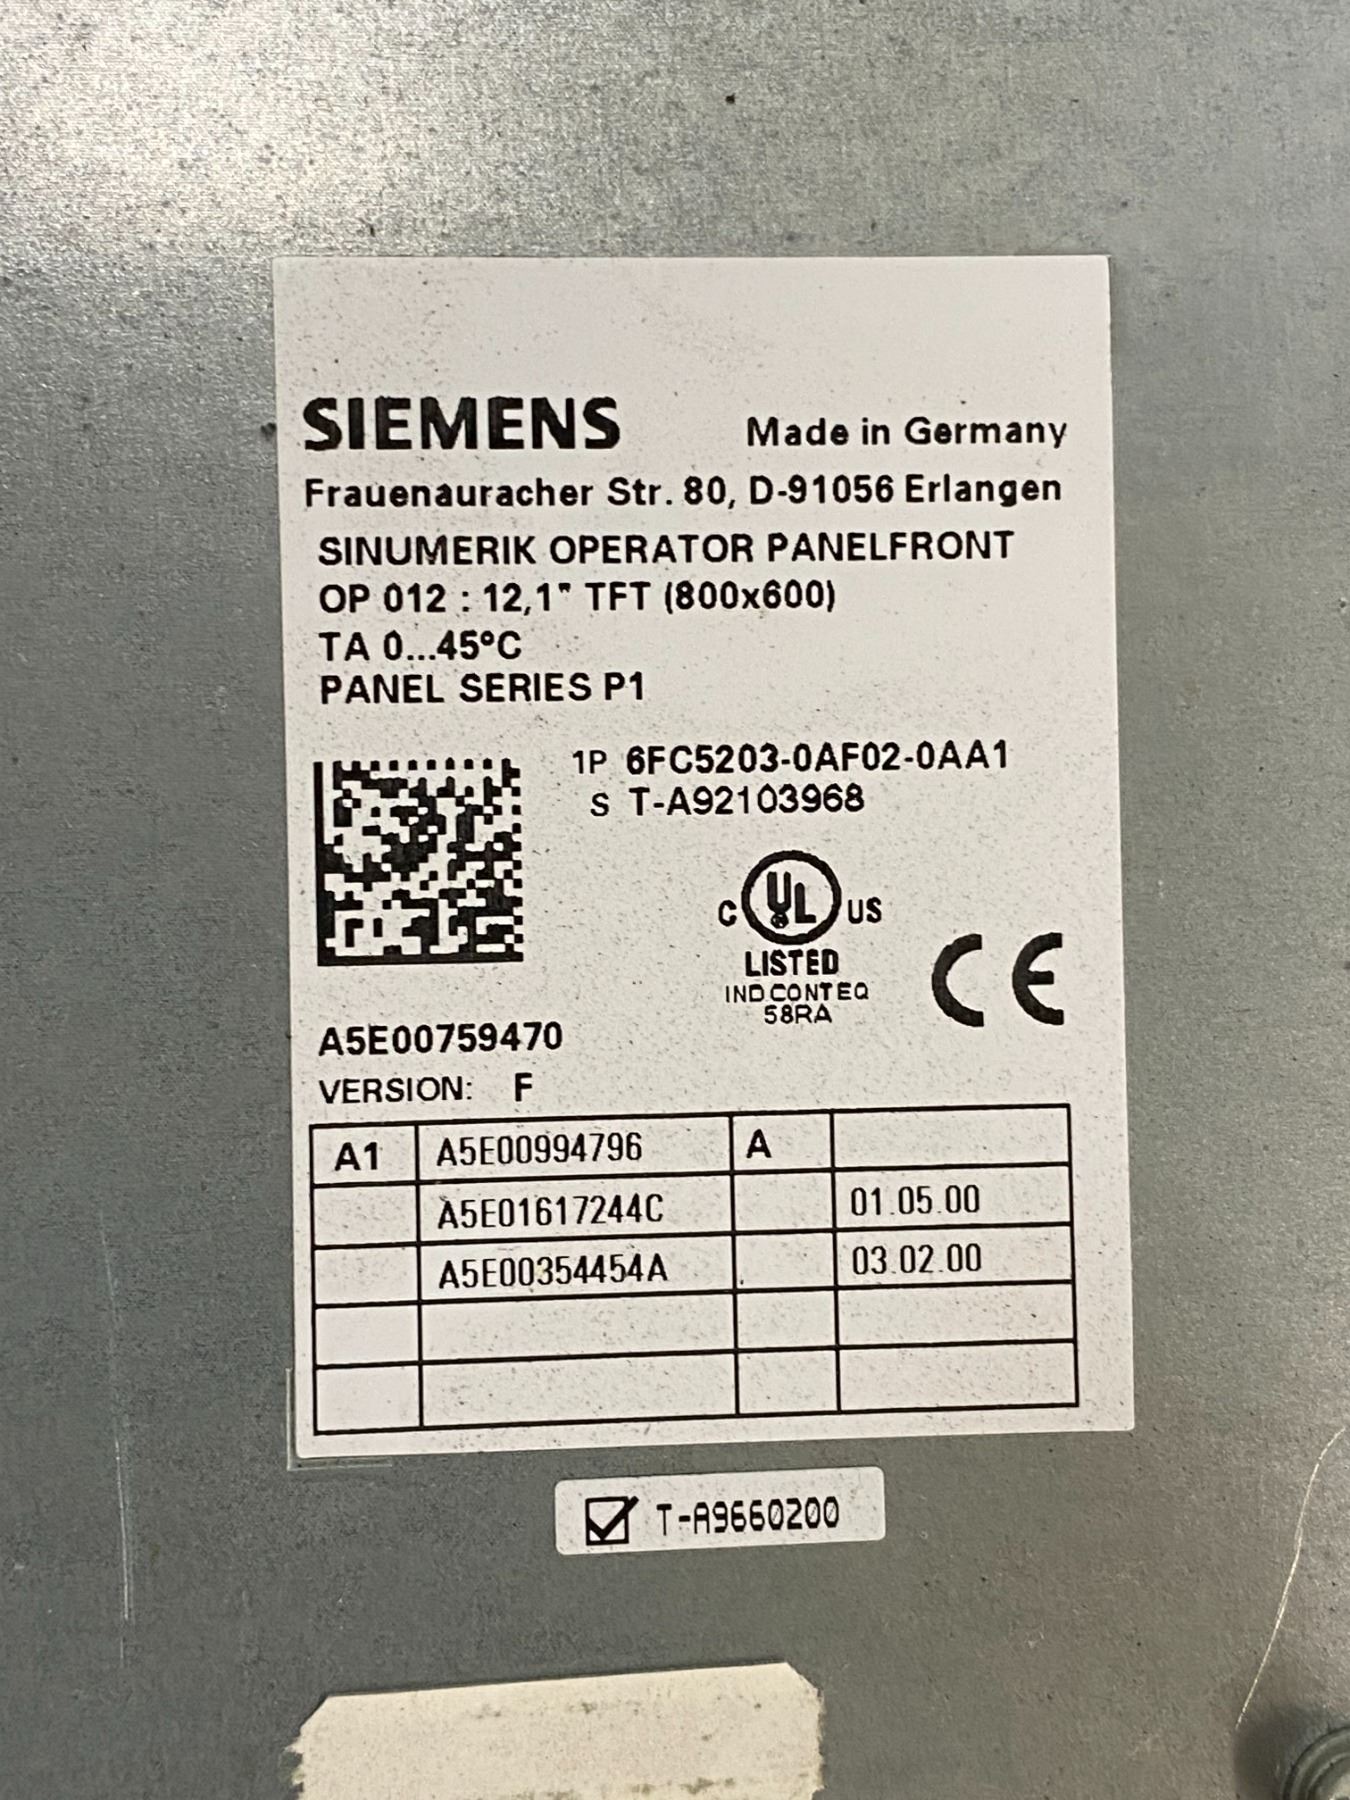 SIEMENS Made in Germany
Frauenauracher Str. 80, D-91056 Erlangen
SINUMERIK OPERATOR PANELFRONT
OP 012 : 12,1" TFT (800x600)
TA 0...45°C
PANEL SERIES P1
1P 6FC5203-0AF02-0AA1
S T-A92103968
C UL US
LISTED
IND.CONT.EQ
58RA
CE
A5E00759470
VERSION: F
A1 A5E00994796 A
A5E01617244C 01.05.00
A5E00354454A 03.02.00
T-A9660200